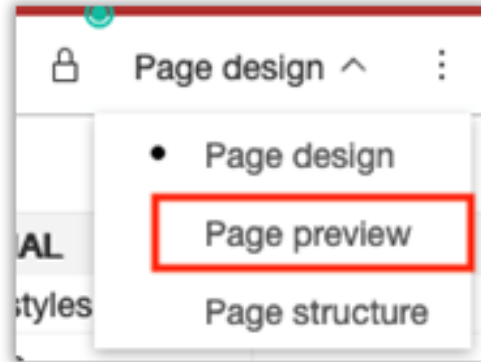 Page design
Page design
Page preview
AL
styles
Page structure